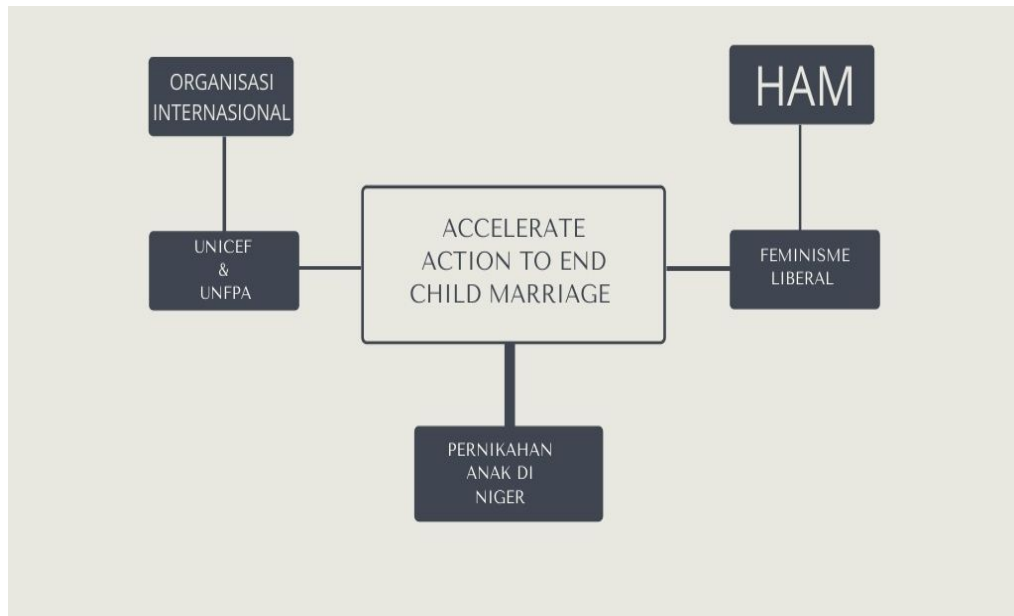 ORGANISASI
INTERNASIONAL
HAM
UNICEF
&
UNFPA
ACCELERATE
ACTION TO END
CHILD MARRIAGE
FEMINISME
LIBERAL
PERNIKAHAN
ANAK DI
NIGER